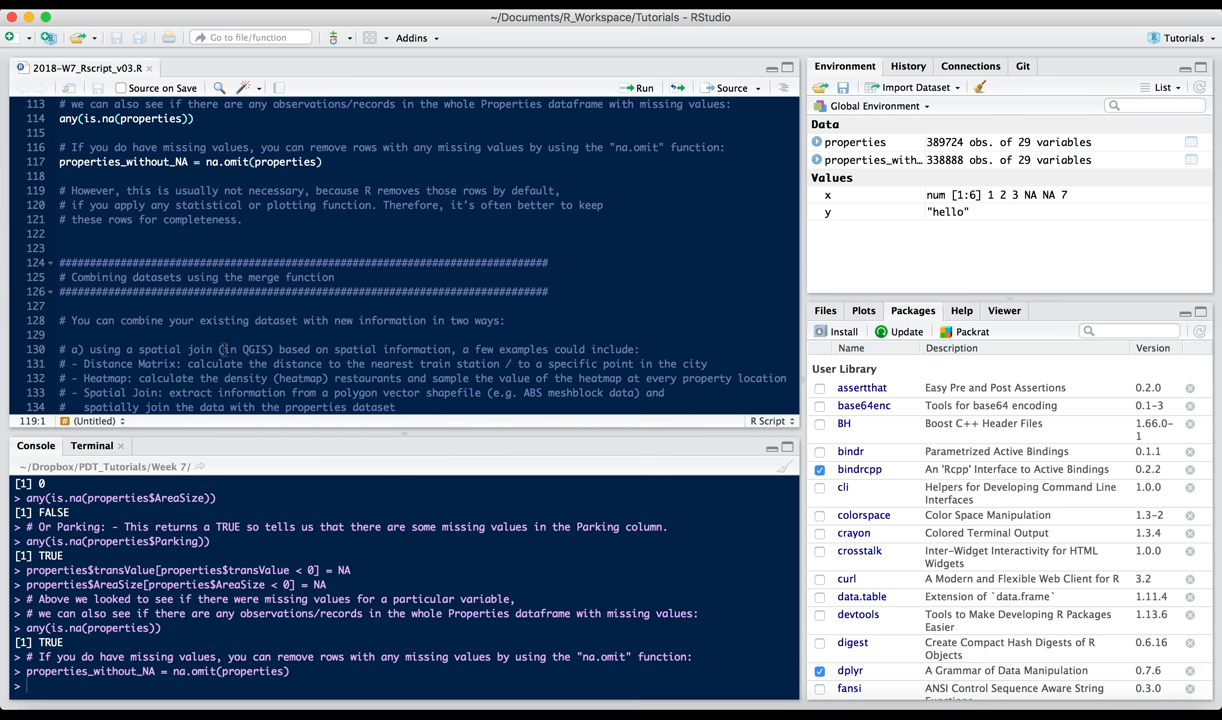 ~/Documents/R_Workspace/Tutorials - RStudio
Go to file/function
Addins
Tutorials
2018-W7_Rscript_v03.R
Source on Save
Run
Source
113 # we can also see if there are any observations/records in the whole Properties dataframe with missing values:
114 any(is.na(properties))
115
116 # If you do have missing values, you can remove rows with any missing values by using the "na.omit" function:
117 properties_without_NA = na.omit(properties)
118
119 # However, this is usually not necessary, because R removes those rows by default,
120 # if you apply any statistical or plotting function. Therefore, it's often better to keep
121 # these rows for completeness.
122
123
124 ################################################################################
125 # Combining datasets using the merge function
126 ################################################################################
127
128 # You can combine your existing dataset with new information in two ways:
129
130 # a) using a spatial join (in QGIS) based on spatial information, a few examples could include:
131 # - Distance Matrix: calculate the distance to the nearest train station / to a specific point in the city
132 # - Heatmap: calculate the density (heatmap) restaurants and sample the value of the heatmap at every property location
133 # - Spatial Join: extract information from a polygon vector shapefile (e.g. ABS meshblock data) and
134 #   spatially join the data with the properties dataset
119:1
(Untitled)
R Script
Console
Terminal
~/Dropbox/PDT_Tutorials/Week 7/
[1] 0
> any(is.na(properties$AreaSize))
[1] FALSE
> # Or Parking: - This returns a TRUE so tells us that there are some missing values in the Parking column.
> any(is.na(properties$Parking))
[1] TRUE
> properties$transValue[properties$transValue < 0] = NA
> properties$AreaSize[properties$AreaSize < 0] = NA
> # Above we looked to see if there were missing values for a particular variable,
> # we can also see if there are any observations/records in the whole Properties dataframe with missing values:
> any(is.na(properties))
[1] TRUE
> # If you do have missing values, you can remove rows with any missing values by using the "na.omit" function:
> properties_without_NA = na.omit(properties)
>
Environment
History
Connections
Git
Import Dataset
List
Global Environment
Data
properties 389724 obs. of 29 variables
properties_with… 338888 obs. of 29 variables
Values
x num [1:6] 1 2 3 NA NA 7
y "hello"
Files
Plots
Packages
Help
Viewer
Install
Update
Packrat
Name Description Version
User Library
assertthat Easy Pre and Post Assertions 0.2.0
base64enc Tools for base64 encoding 0.1-3
BH Boost C++ Header Files 1.66.0-
1
bindr Parametrized Active Bindings 0.1.1
bindrcpp An 'Rcpp' Interface to Active Bindings 0.2.2
cli Helpers for Developing Command Line 1.0.0
Interfaces
colorspace Color Space Manipulation 1.3-2
crayon Colored Terminal Output 1.3.4
crosstalk Inter-Widget Interactivity for HTML 1.0.0
Widgets
curl A Modern and Flexible Web Client for R 3.2
data.table Extension of `data.frame` 1.11.4
devtools Tools to Make Developing R Packages 1.13.6
Easier
digest Create Compact Hash Digests of R 0.6.16
Objects
dplyr A Grammar of Data Manipulation 0.7.6
fansi ANSI Control Sequence Aware String 0.3.0